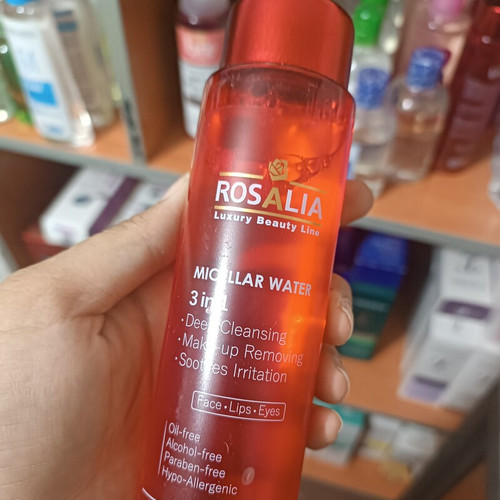 ROSALIA
Luxury Beauty Line
MICELLAR WATER
3 in 1
•Deep Cleansing
•Make-up Removing
•Soothes Irritation
Face • Lips • Eyes
Oil-free
Alcohol-free
Paraben-free
Hypo-Allergenic